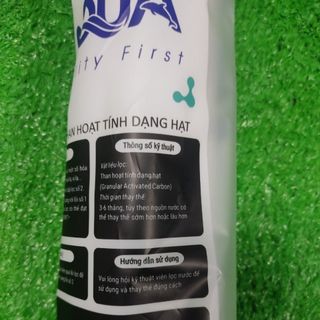 QUA
ity First
AN HOẠT TÍNH DẠNG HẠT
Thông số kỹ thuật
Vật liệu lọc:
Than hoạt tính dạng hạt
(Granular Activated Carbon)
Thời gian thay thế:
3-6 tháng, tùy theo nguồn nước có
thể thay thế sớm hơn hoặc lâu hơn
Hướng dẫn sử dụng
Vui lòng hỏi kỹ thuật viên lọc nước để
sử dụng và thay thế đúng cách